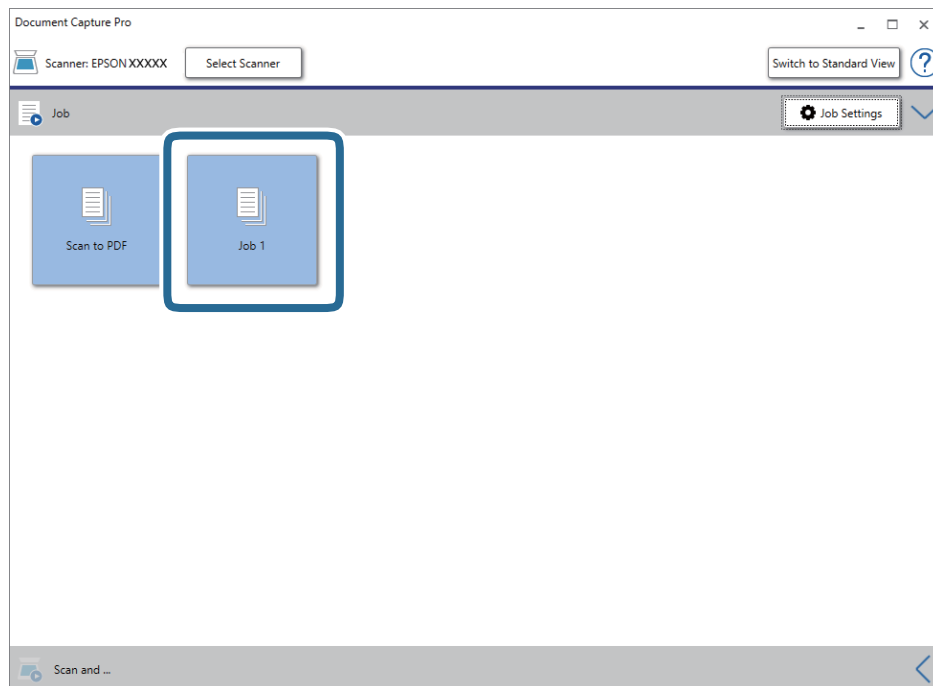 Document Capture Pro
Scanner: EPSON XXXXX
Select Scanner
Switch to Standard View
?
Job
Job Settings
Scan to PDF
Job 1
Scan and ...